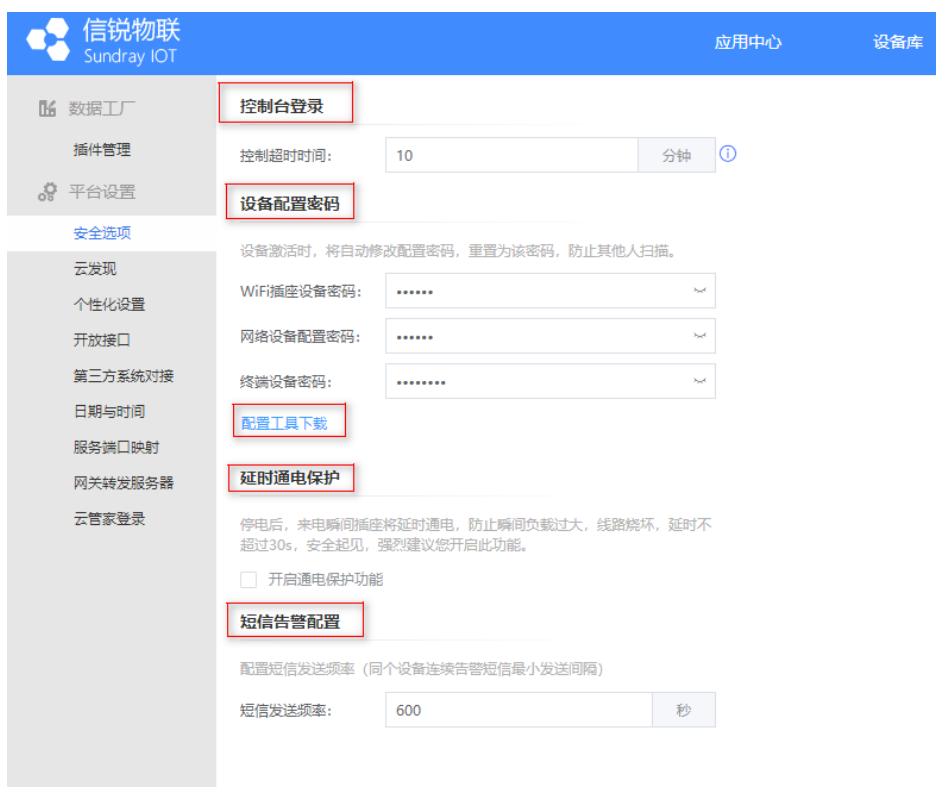 信锐物联
Sundray IOT
应用中心
设备库
数据工厂
插件管理
平台设置
安全选项
云发现
个性化设置
开放接口
第三方系统对接
日期与时间
服务端口映射
网关转发服务器
云管家登录
控制台登录
控制超时时间：
10
分钟
设备配置密码
设备激活时，将自动修改配置密码，重置为该密码，防止其他人扫描。
WiFi插座设备密码：
••••••
网络设备配置密码：
••••••
终端设备密码：
••••••••
配置工具下载
延时通电保护
停电后，来电瞬间插座将延时通电，防止瞬间负载过大，线路烧坏，延时不
超过30s，安全起见，强烈建议您开启此功能。
开启通电保护功能
短信告警配置
配置短信发送频率（同个设备连续告警短信最小发送间隔）
短信发送频率：
600
秒